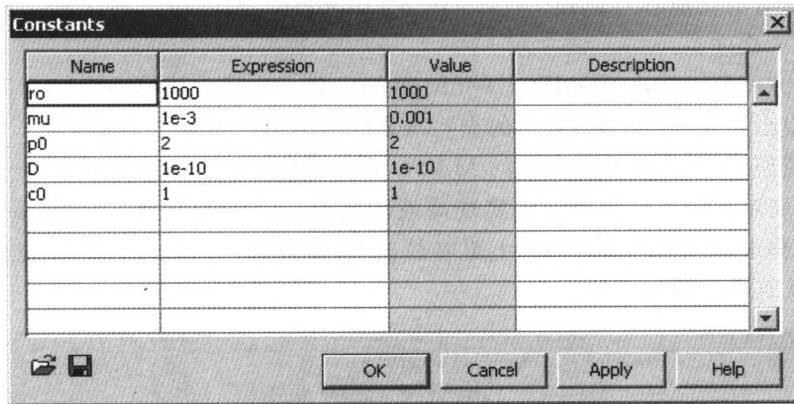 Constants
Name Expression Value Description
ro 1000 1000
mu 1e-3 0.001
p0 2 2
D 1e-10 1e-10
c0 1 1
OK Cancel Apply Help